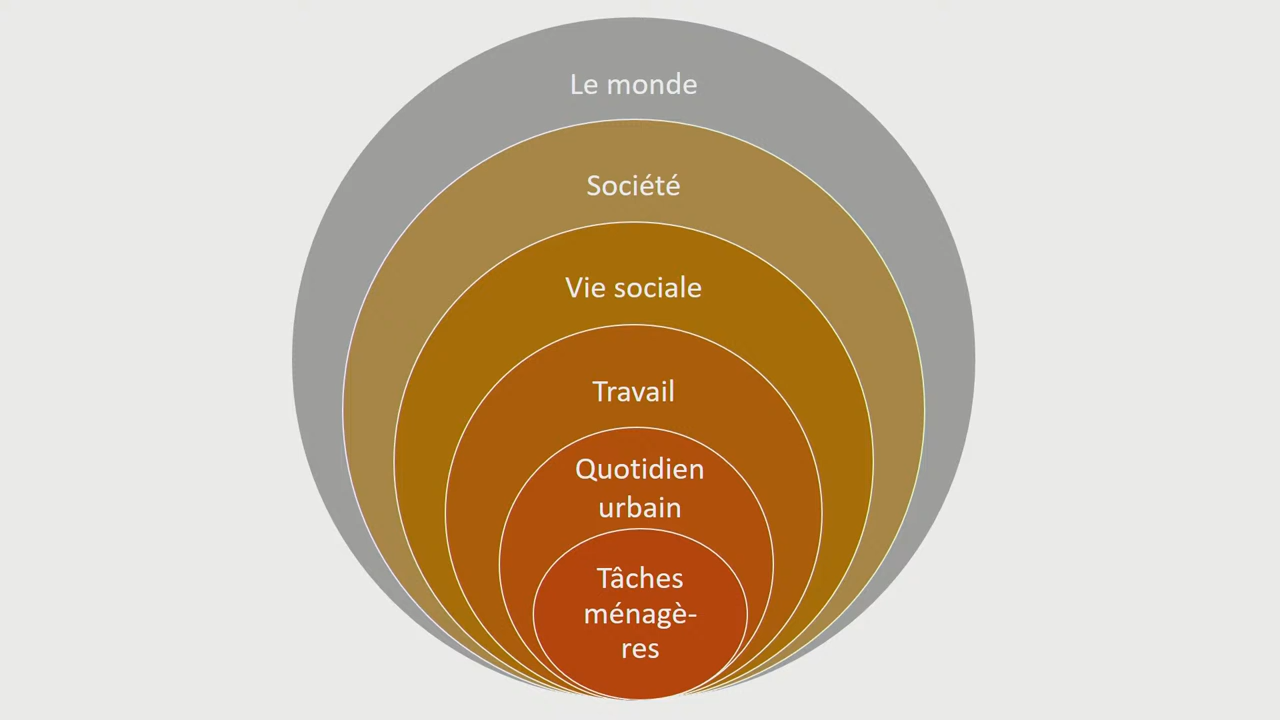 Le monde
Société
Vie sociale
Travail
Quotidien
urbain
Tâches
ménagè-
res